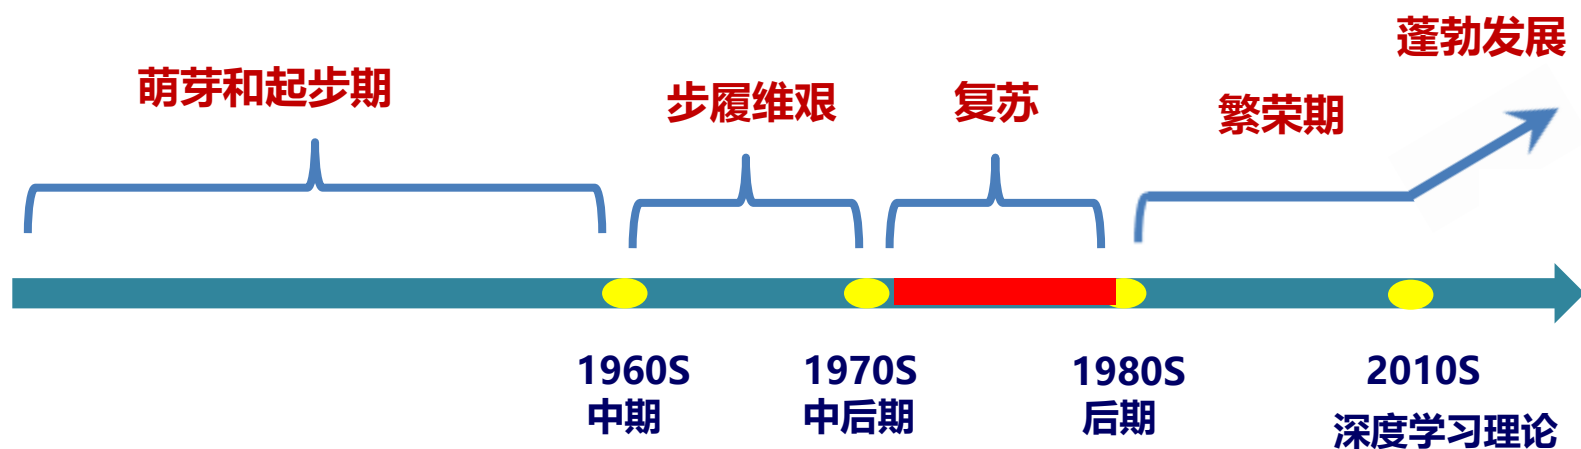 蓬勃发展
萌芽和起步期
步履维艰
复苏
繁荣期
1960S
中期
1970S
中后期
1980S
后期
2010S
深度学习理论